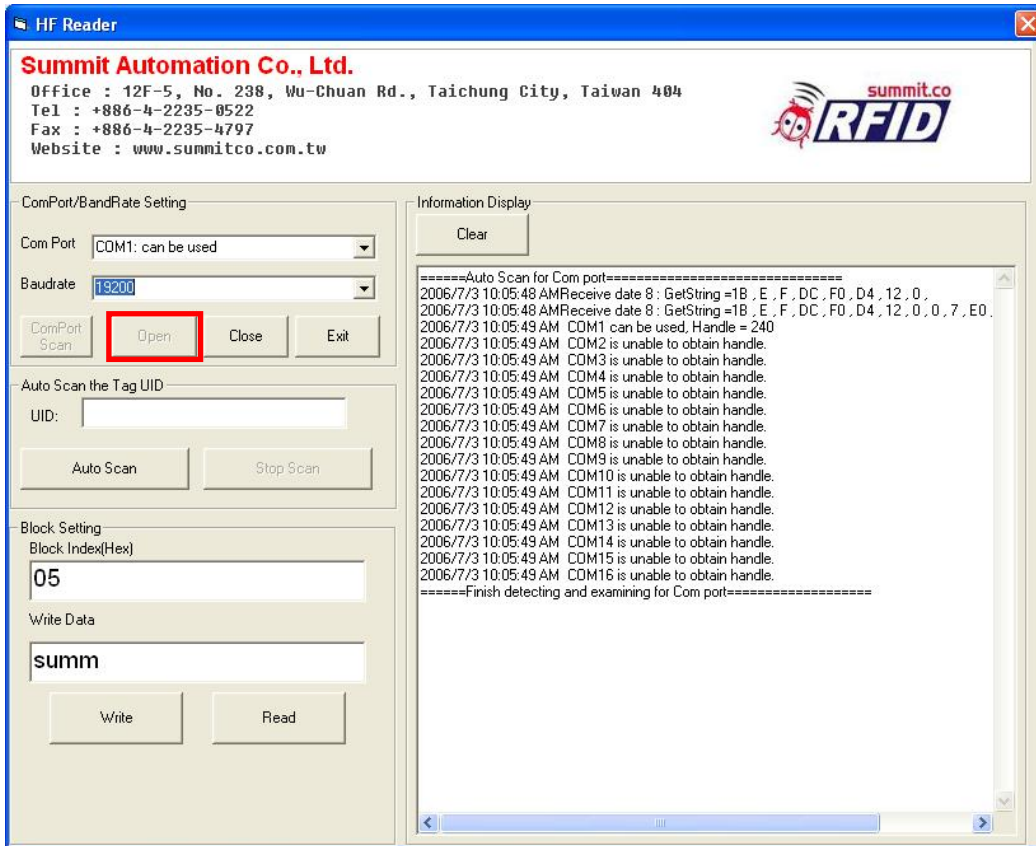 HF Reader
Summit Automation Co., Ltd.
Office : 12F-5, No. 238, Wu-Chuan Rd., Taichung City, Taiwan 404
Tel : +886-4-2235-0522
Fax : +886-4-2235-4797
Website : www.summitco.com.tw
summit.co
RFID
ComPort/BandRate Setting
Com Port COM1: can be used
Baudrate 19200
ComPort Scan Open Close Exit
Auto Scan the Tag UID
UID:
Auto Scan Stop Scan
Block Setting
Block Index(Hex)
05
Write Data
summ
Write Read
Information Display
Clear
======Auto Scan for Com port===============================
2006/7/3 10:05:48 AMReceive date 8 : GetString =1B , E , F , DC , F0 , D4 , 12 , 0 ,
2006/7/3 10:05:48 AMReceive date 8 : GetString =1B , E , F , DC , F0 , D4 , 12 , 0 , 0 , 7 , E0 ,
2006/7/3 10:05:49 AM COM1 can be used, Handle = 240
2006/7/3 10:05:49 AM COM2 is unable to obtain handle.
2006/7/3 10:05:49 AM COM3 is unable to obtain handle.
2006/7/3 10:05:49 AM COM4 is unable to obtain handle.
2006/7/3 10:05:49 AM COM5 is unable to obtain handle.
2006/7/3 10:05:49 AM COM6 is unable to obtain handle.
2006/7/3 10:05:49 AM COM7 is unable to obtain handle.
2006/7/3 10:05:49 AM COM8 is unable to obtain handle.
2006/7/3 10:05:49 AM COM9 is unable to obtain handle.
2006/7/3 10:05:49 AM COM10 is unable to obtain handle.
2006/7/3 10:05:49 AM COM11 is unable to obtain handle.
2006/7/3 10:05:49 AM COM12 is unable to obtain handle.
2006/7/3 10:05:49 AM COM13 is unable to obtain handle.
2006/7/3 10:05:49 AM COM14 is unable to obtain handle.
2006/7/3 10:05:49 AM COM15 is unable to obtain handle.
2006/7/3 10:05:49 AM COM16 is unable to obtain handle.
======Finish detecting and examining for Com port===================